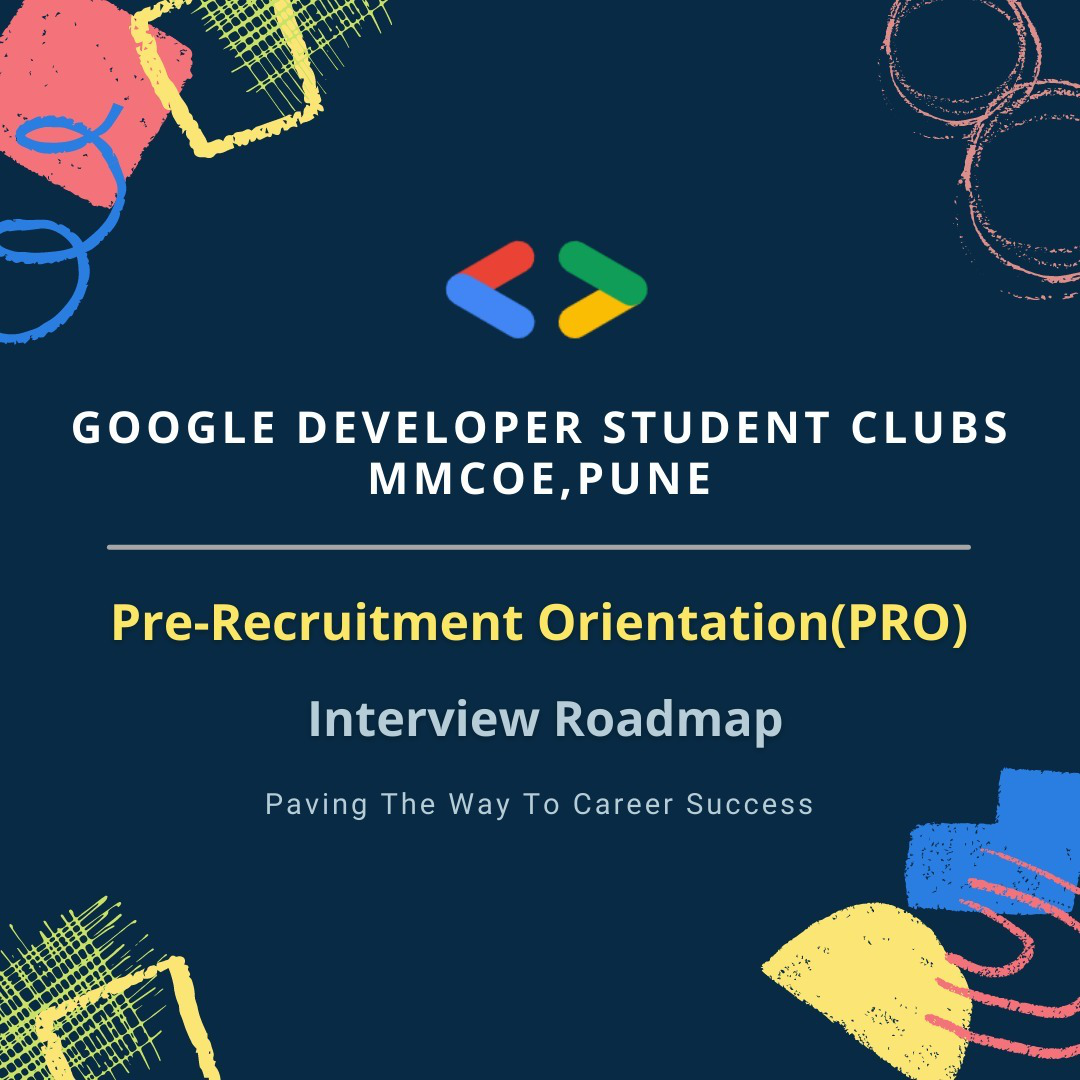 GOOGLE DEVELOPER STUDENT CLUBS
MMCOE,PUNE
Pre-Recruitment Orientation(PRO)
Interview Roadmap
Paving The Way To Career Success